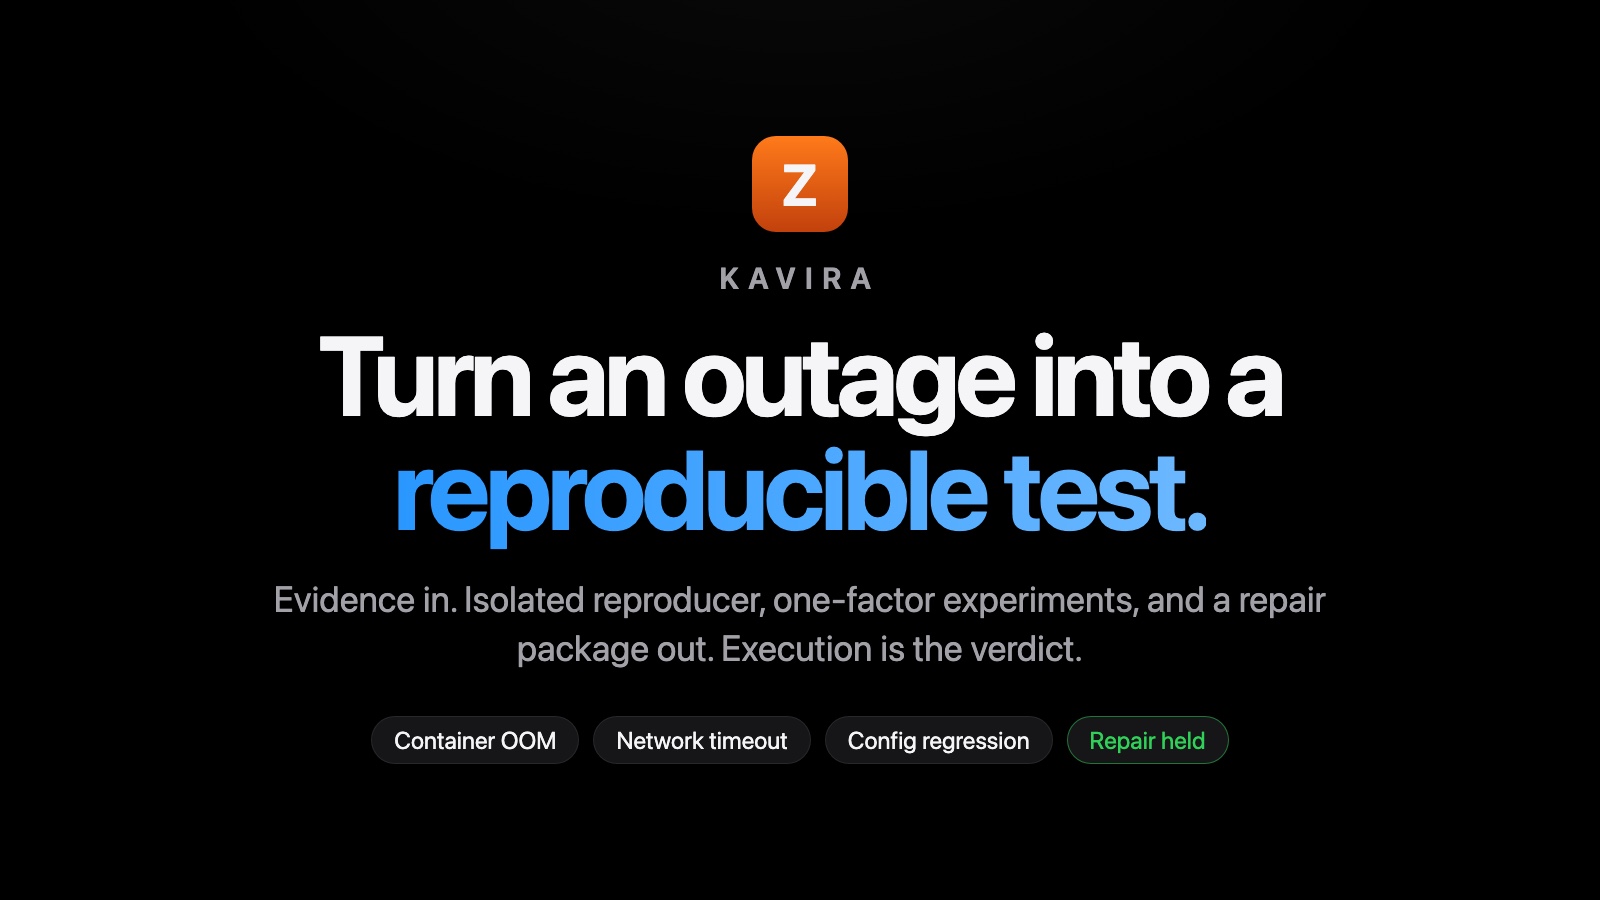 Z
KAVIRA
Turn an outage into a
reproducible test.
Evidence in. Isolated reproducer, one-factor experiments, and a repair
package out. Execution is the verdict.
Container OOM
Network timeout
Config regression
Repair held